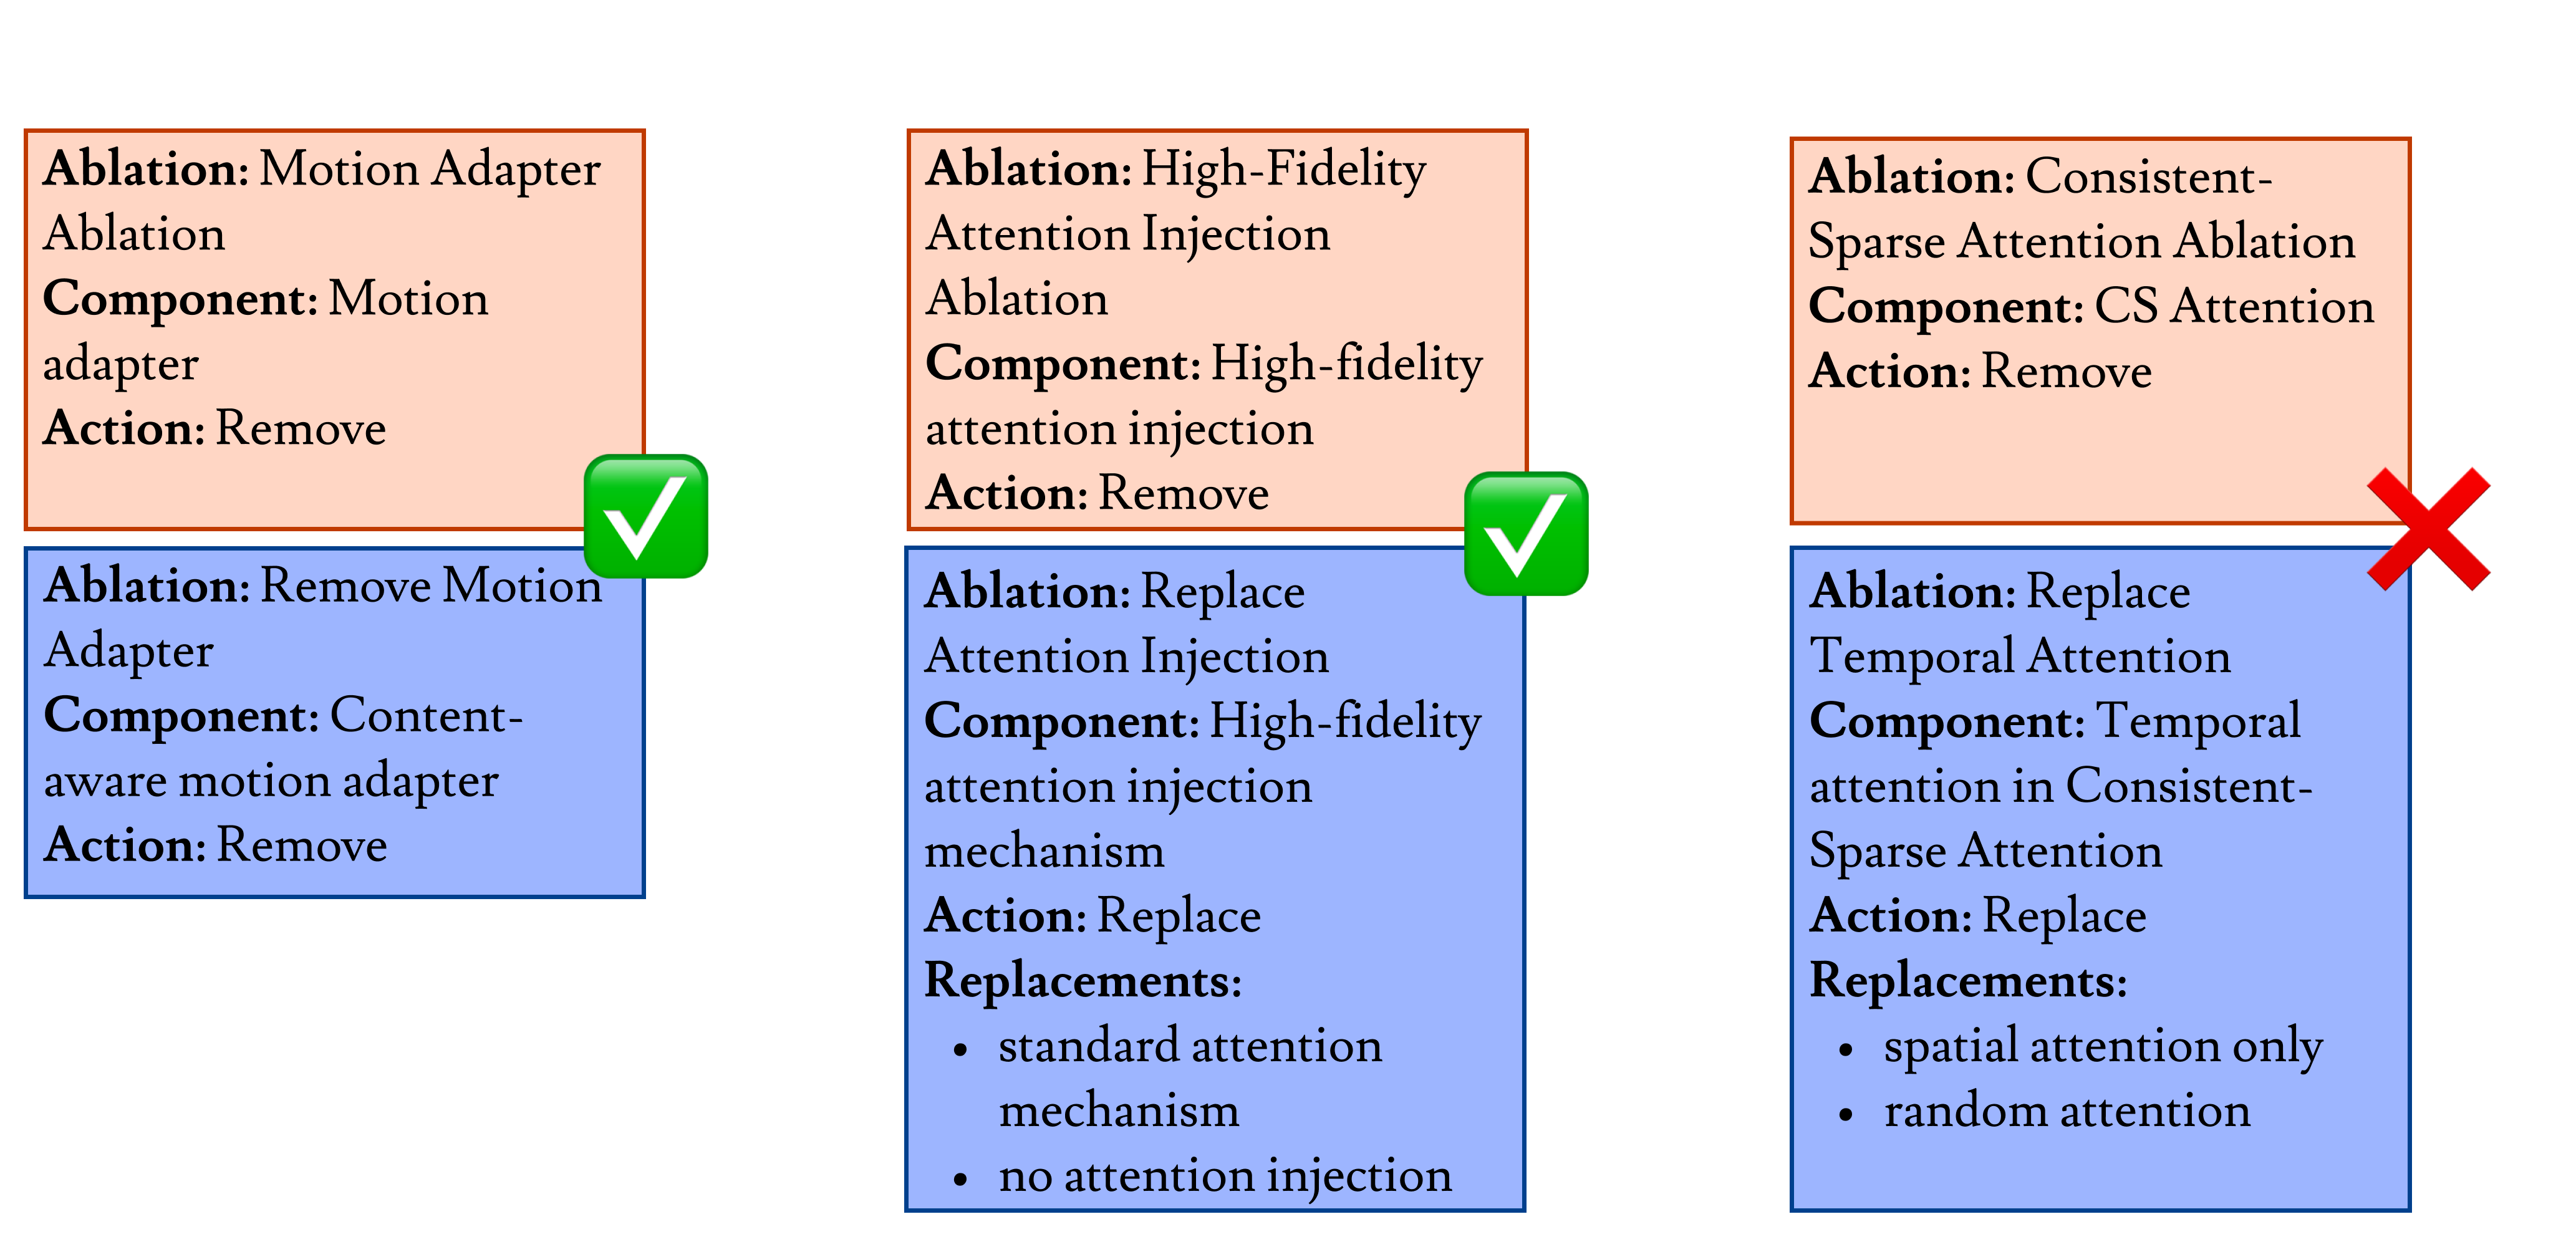 Ablation: Motion Adapter
Ablation
Component: Motion
adapter
Action: Remove
Ablation: Remove Motion
Adapter
Component: Content-
aware motion adapter
Action: Remove
Ablation: High-Fidelity
Attention Injection
Ablation
Component: High-fidelity
attention injection
Action: Remove
Ablation: Replace
Attention Injection
Component: High-fidelity
attention injection
mechanism
Action: Replace
Replacements:
• standard attention
mechanism
• no attention injection
Ablation: Consistent-
Sparse Attention Ablation
Component: CS Attention
Action: Remove
Ablation: Replace
Temporal Attention
Component: Temporal
attention in Consistent-
Sparse Attention
Action: Replace
Replacements:
• spatial attention only
• random attention